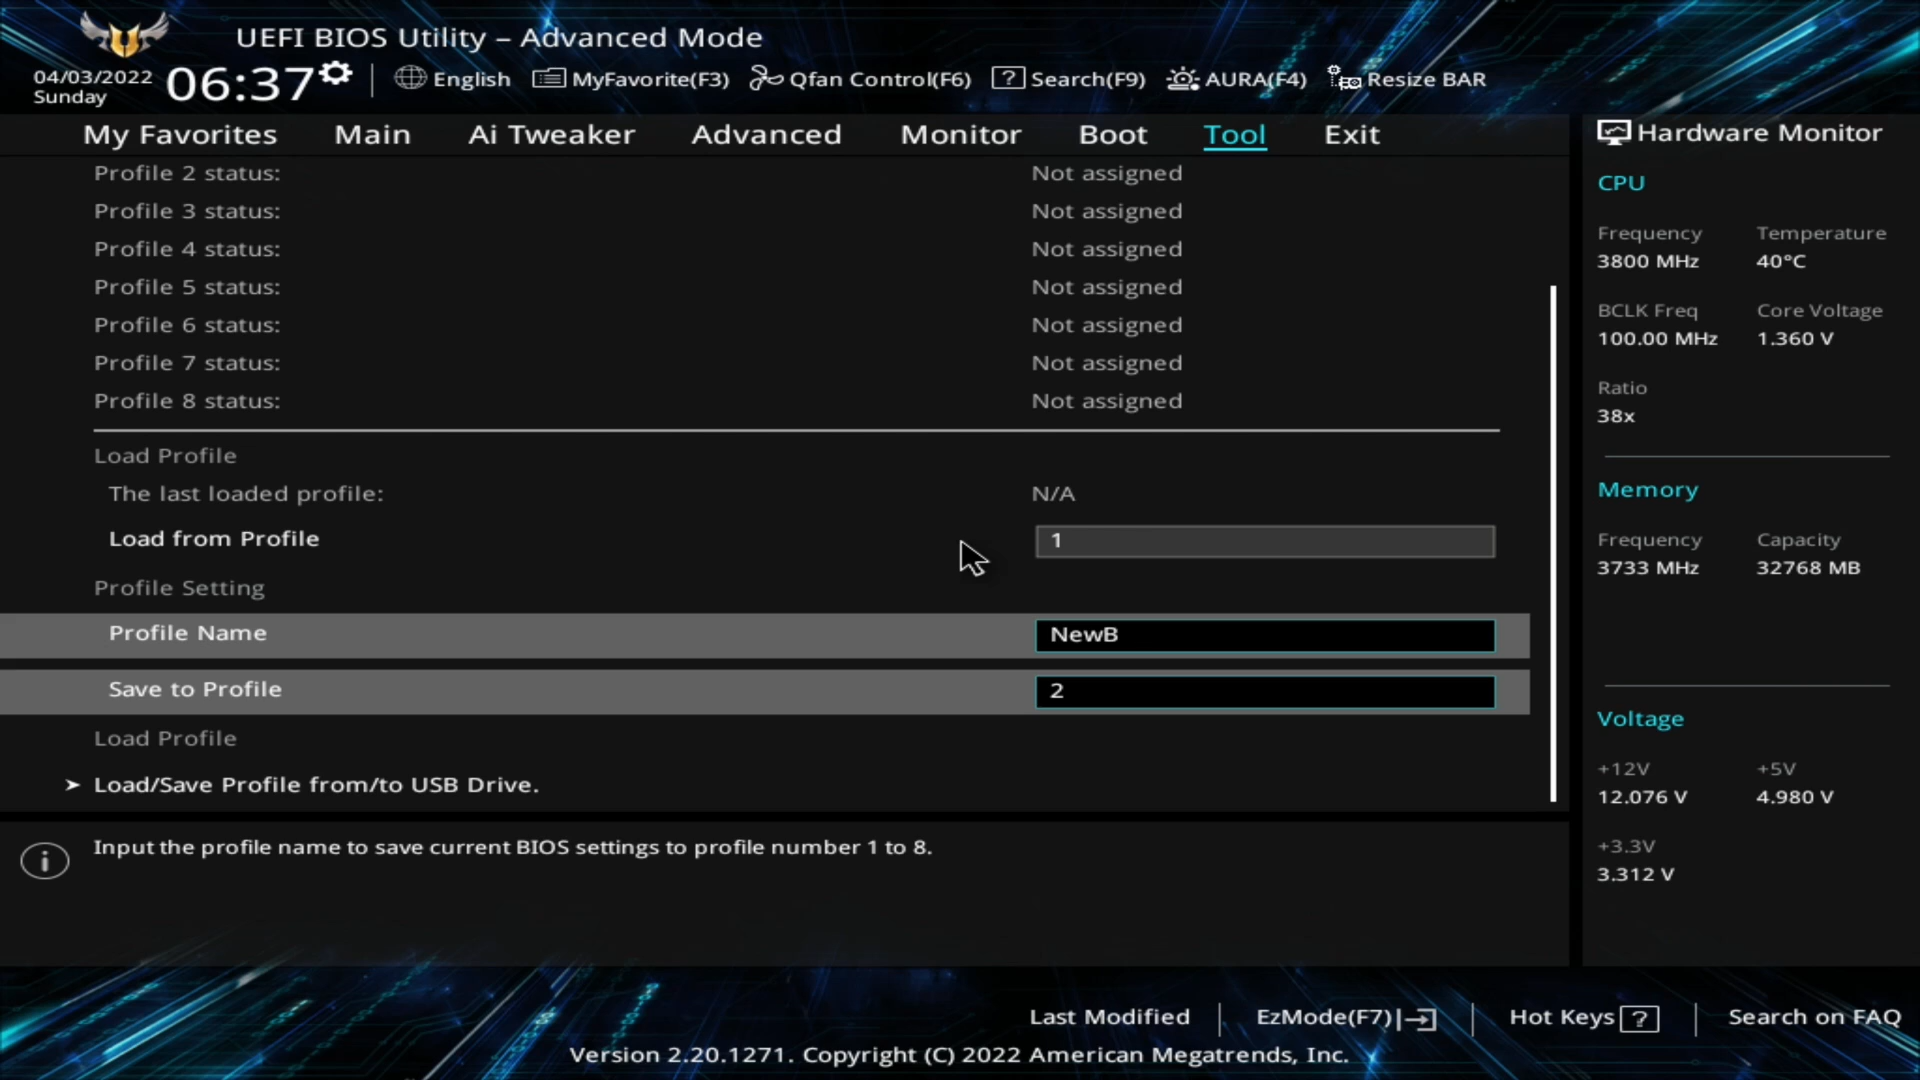 UEFI BIOS Utility – Advanced Mode
04/03/2022
Sunday
06:37
English
MyFavorite(F3)
Qfan Control(F6)
? Search(F9)
AURA(F4)
Resize BAR
My Favorites
Main
Ai Tweaker
Advanced
Monitor
Boot
Tool
Exit
Profile 2 status: Not assigned
Profile 3 status: Not assigned
Profile 4 status: Not assigned
Profile 5 status: Not assigned
Profile 6 status: Not assigned
Profile 7 status: Not assigned
Profile 8 status: Not assigned
Load Profile
The last loaded profile: N/A
Load from Profile 1
Profile Setting
Profile Name NewB
Save to Profile 2
Load Profile
Load/Save Profile from/to USB Drive.
i Input the profile name to save current BIOS settings to profile number 1 to 8.
Hardware Monitor
CPU
Frequency Temperature
3800 MHz 40°C
BCLK Freq Core Voltage
100.00 MHz 1.360 V
Ratio
38x
Memory
Frequency Capacity
3733 MHz 32768 MB
Voltage
+12V +5V
12.076 V 4.980 V
+3.3V
3.312 V
Last Modified
EzMode(F7)
Hot Keys ?
Search on FAQ
Version 2.20.1271. Copyright (C) 2022 American Megatrends, Inc.